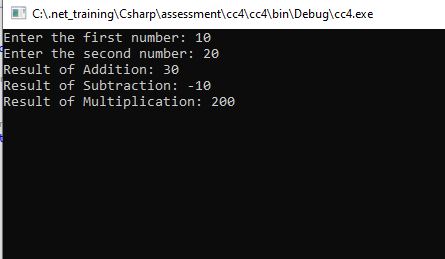 C:\.net_training\Csharp\assessment\cc4\cc4\bin\Debug\cc4.exe
Enter the first number: 10
Enter the second number: 20
Result of Addition: 30
Result of Subtraction: -10
Result of Multiplication: 200